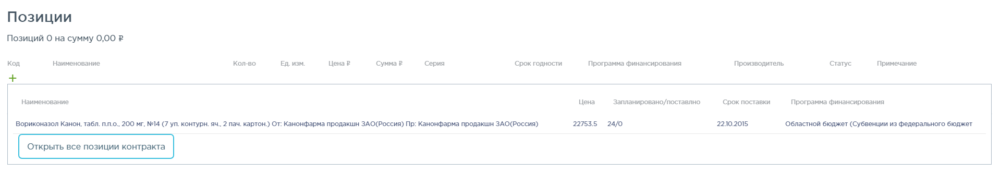 Позиции
Позиций 0 на сумму 0,00 ₽
Код Наименование Кол-во Ед. изм. Цена ₽ Сумма ₽ Серия Срок годности Программа финансирования Производитель Статус Примечание
+
Наименование Цена Запланировано/поставлно Срок поставки Программа финансирования
Вориконазол Канон, табл. п.п.о., 200 мг, №14 (7 уп. контурн. яч., 2 пач. картон.) От: Канонфарма продакшн ЗАО(Россия) Пр: Канонфарма продакшн ЗАО(Россия) 22753.5 24/0 22.10.2015 Областной бюджет (Субвенции из федерального бюджет
Открыть все позиции контракта